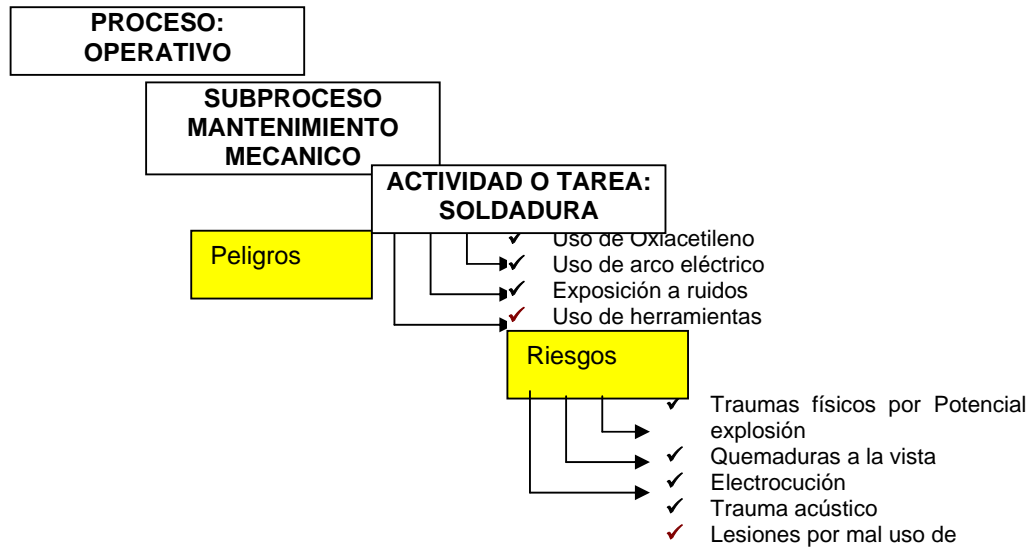 PROCESO:
OPERATIVO
SUBPROCESO
MANTENIMIENTO
MECANICO
ACTIVIDAD O TAREA:
SOLDADURA
Peligros
✓ Uso de Oxiacetileno
✓ Uso de arco eléctrico
✓ Exposición a ruidos
✓ Uso de herramientas
Riesgos
✓ Traumas físicos por Potencial
explosión
✓ Quemaduras a la vista
✓ Electrocución
✓ Trauma acústico
✓ Lesiones por mal uso de